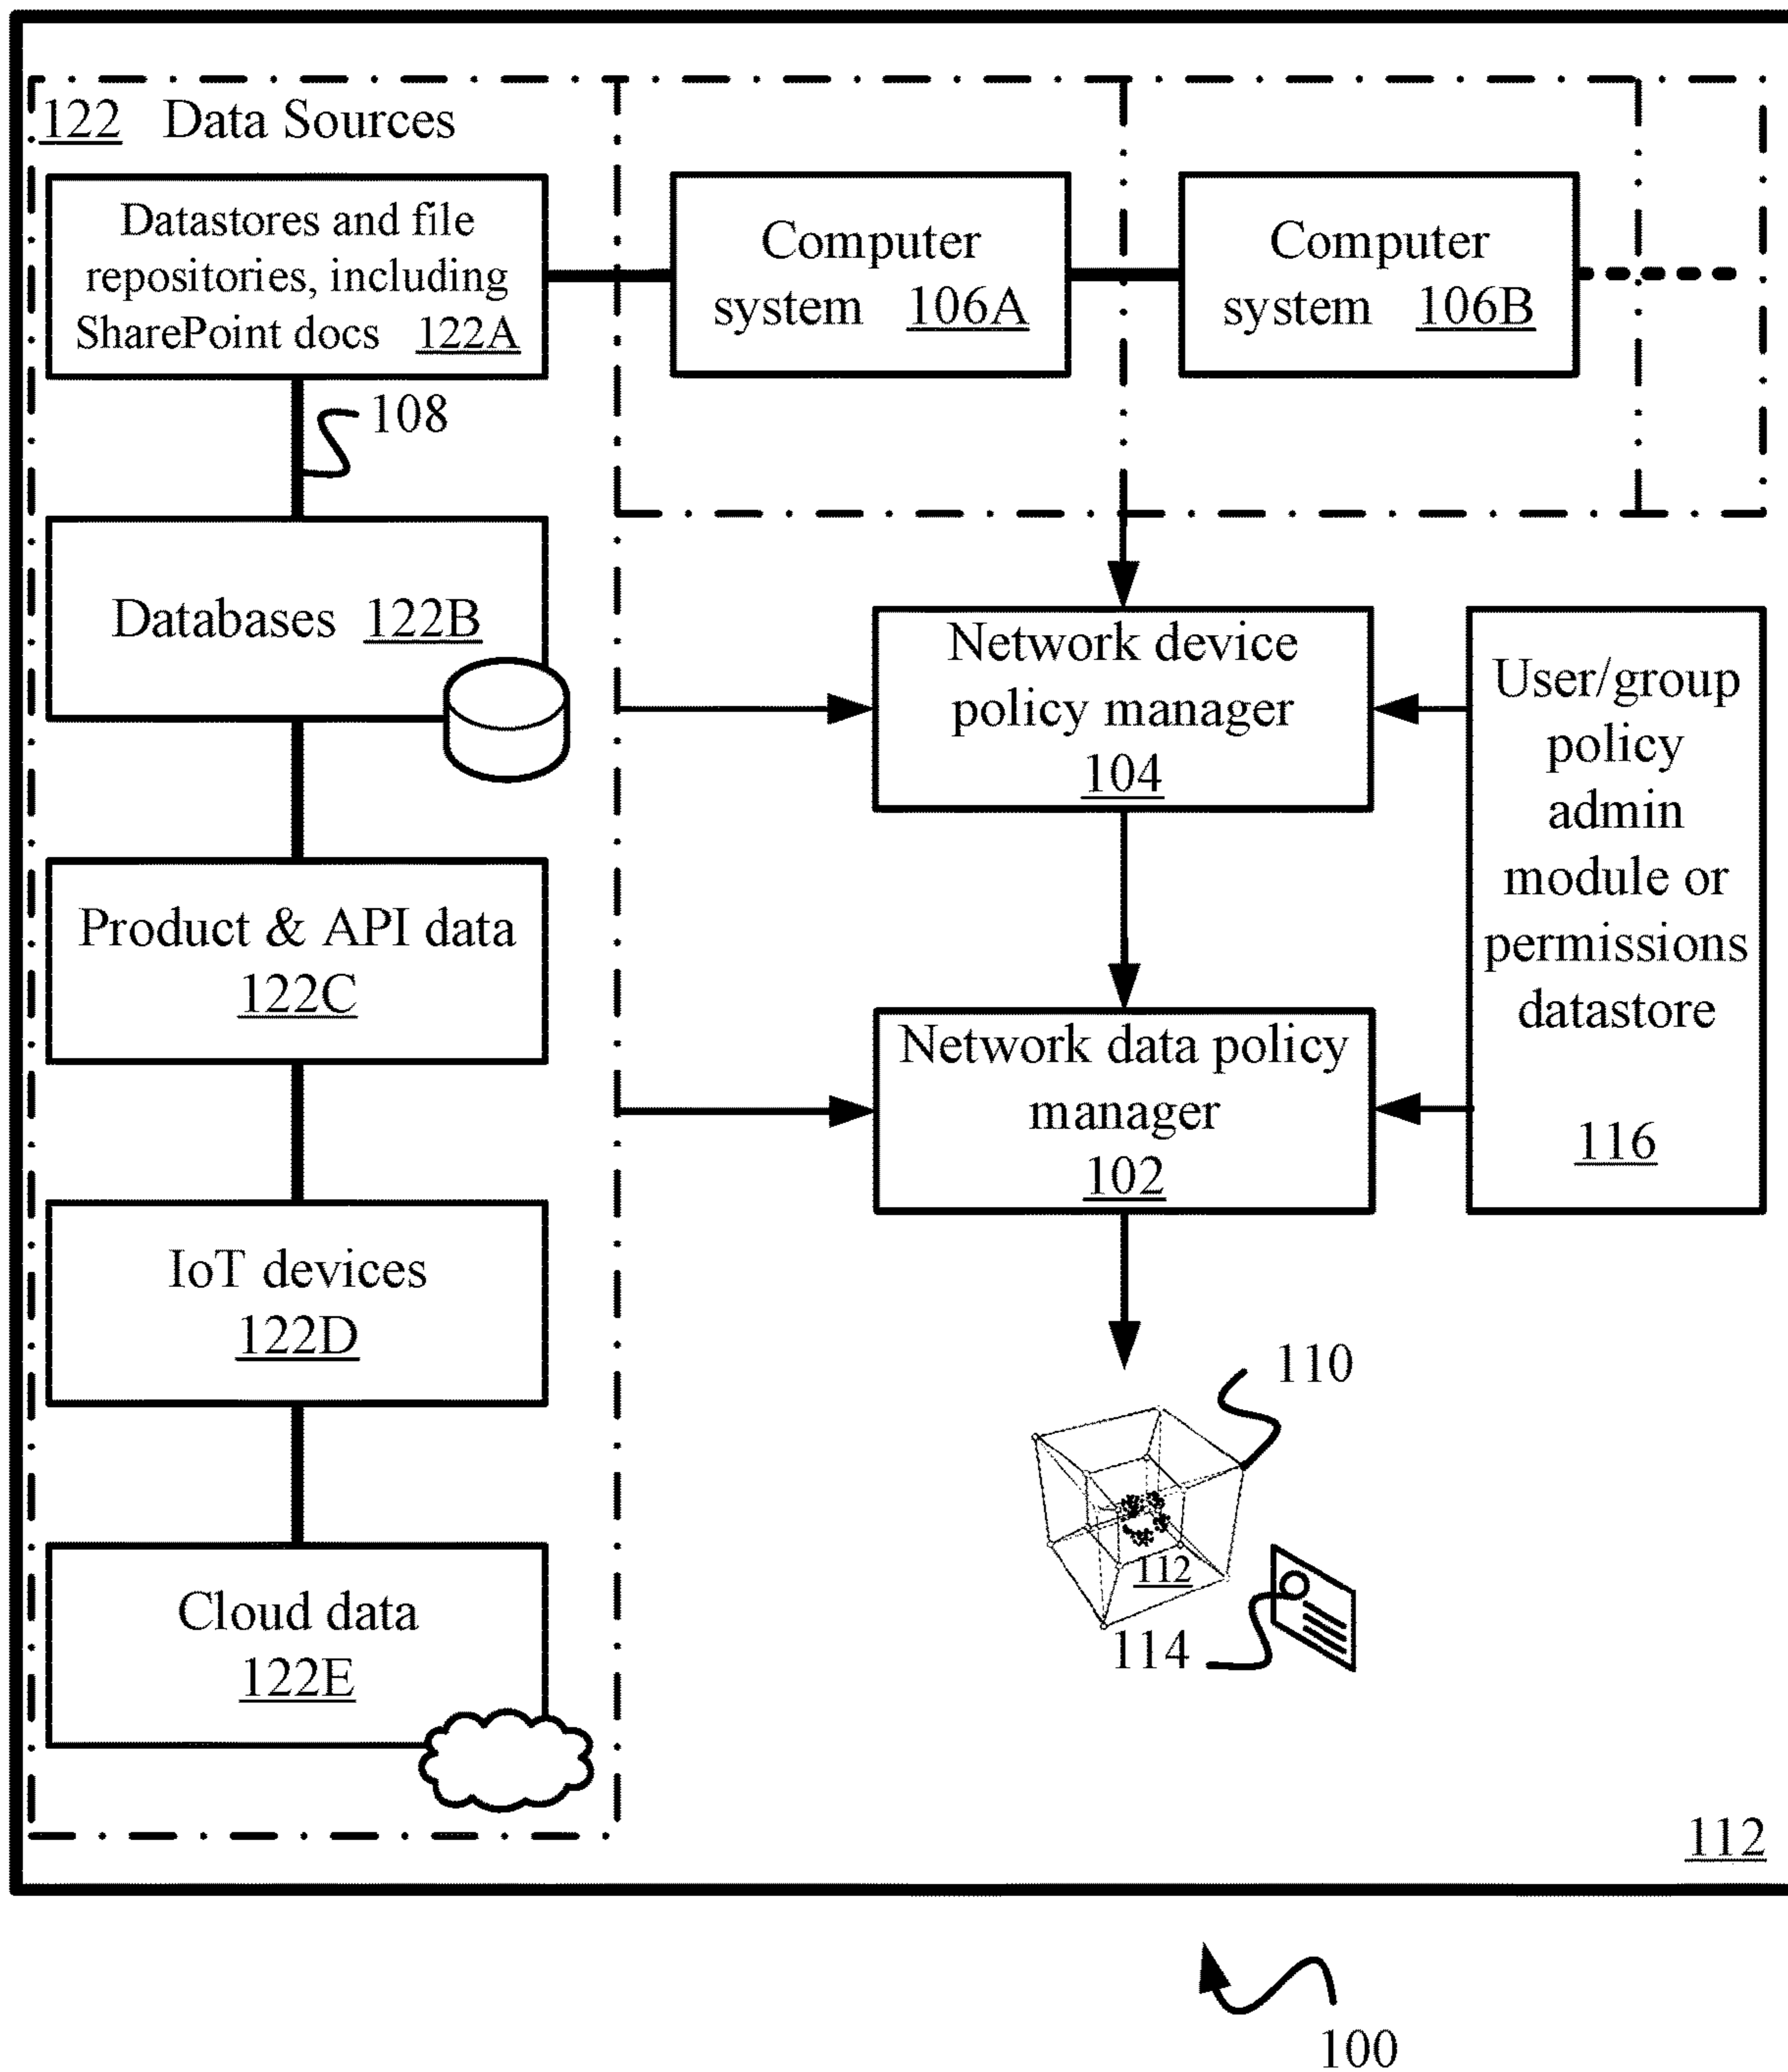 122 Data Sources
Datastores and file
repositories, including
SharePoint docs 122A
Computer
system 106A
Computer
system 106B
108
Databases 122B
Product & API data
122C
IoT devices
122D
Cloud data
122E
Network device
policy manager
104
User/group
policy
admin
module or
permissions
datastore
116
Network data policy
manager
102
110
112
114
112
100